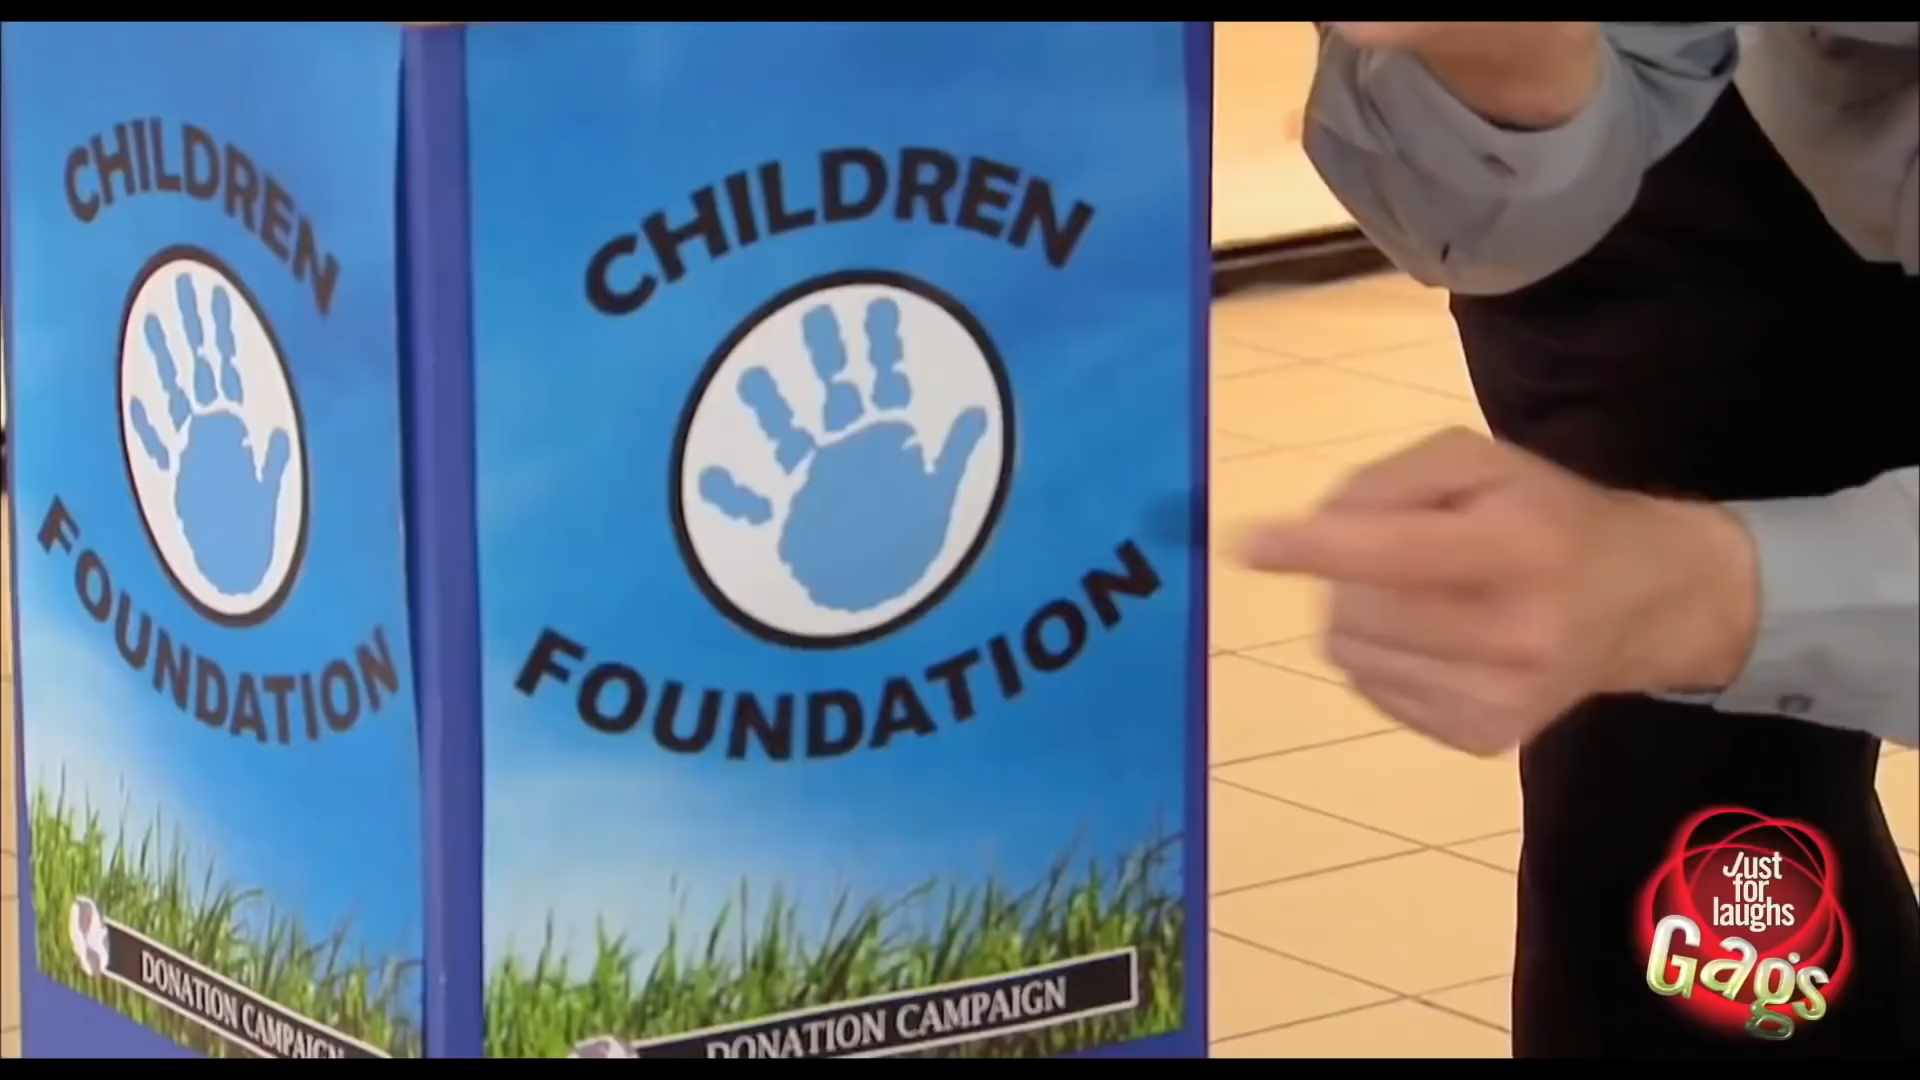 CHILDREN
FOUNDATION
DONATION CAMPAIGN
CHILDREN
FOUNDATION
DONATION CAMPAIGN
Just
for
laughs
Gags